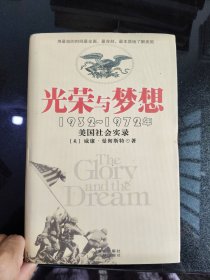 光荣与梦想
1932~1972年
美国社会实录
[美] 威廉·曼彻斯特◎著
The
Glory
and the
Dream